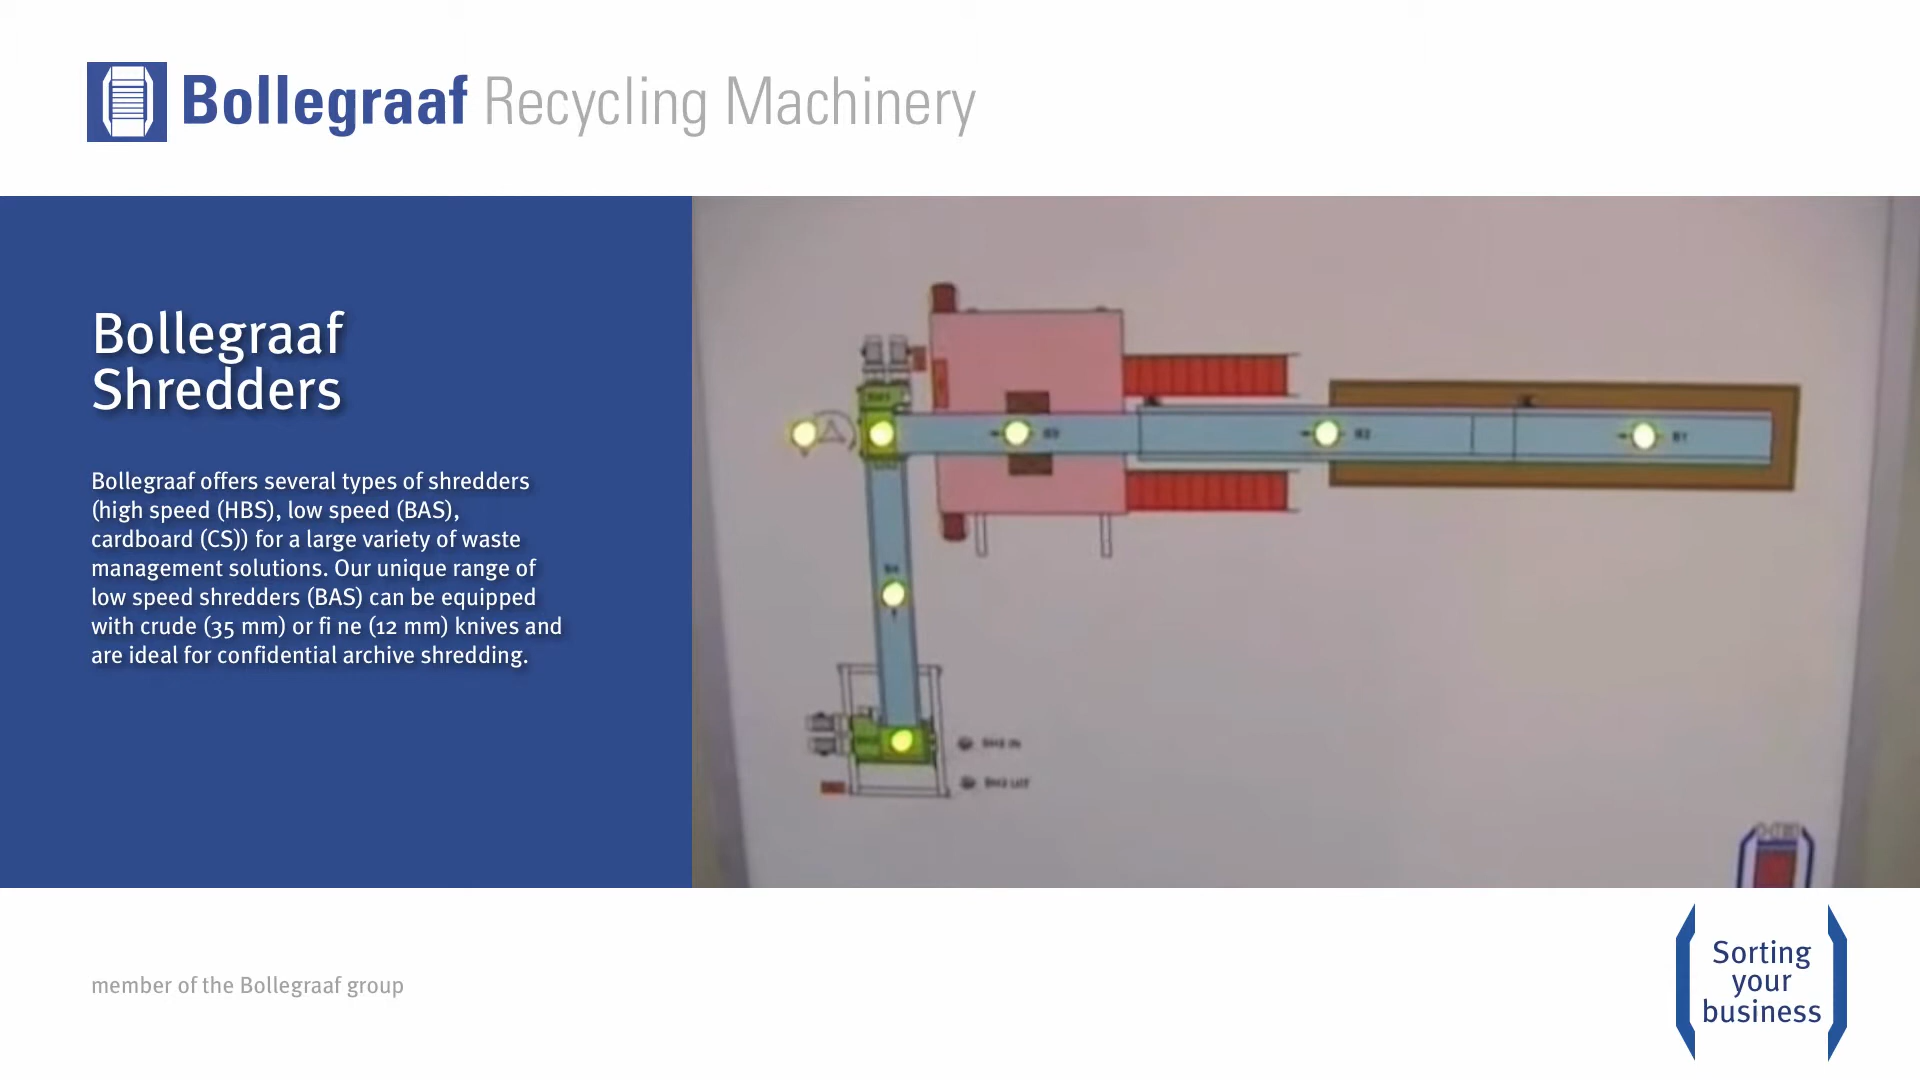 Bollegraaf Recycling Machinery
Bollegraaf
Shredders
Bollegraaf offers several types of shredders
(high speed (HBS), low speed (BAS),
cardboard (CS)) for a large variety of waste
management solutions. Our unique range of
low speed shredders (BAS) can be equipped
with crude (35 mm) or fi ne (12 mm) knives and
are ideal for confidential archive shredding.
B3
B2
B1
member of the Bollegraaf group
Sorting
your
business